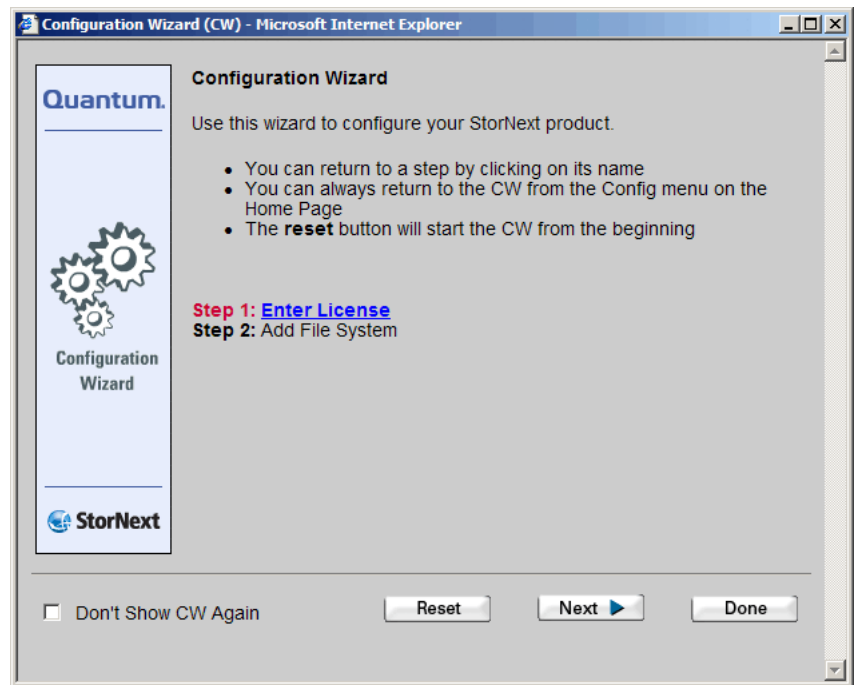 Configuration Wizard (CW) - Microsoft Internet Explorer
Quantum.
Configuration
Wizard
StorNext
Configuration Wizard
Use this wizard to configure your StorNext product.
• You can return to a step by clicking on its name
• You can always return to the CW from the Config menu on the
Home Page
• The reset button will start the CW from the beginning
Step 1: Enter License
Step 2: Add File System
Don't Show CW Again
Reset
Next
Done